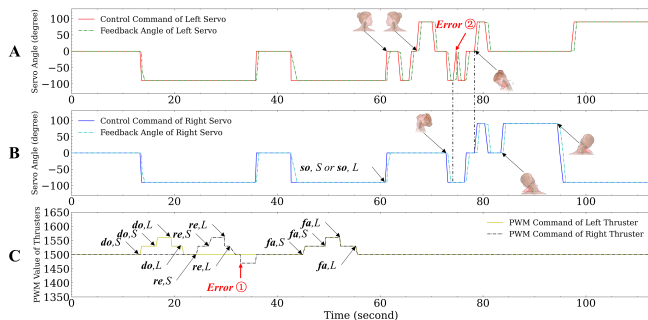 A
Servo Angle (degree)
50
0
−50
−100
Control Command of Left Servo
Feedback Angle of Left Servo
Error ②
0
20
40
60
80
100
B
Servo Angle (degree)
100
50
0
−50
−100
Control Command of Right Servo
Feedback Angle of Right Servo
so, S or so, L
0
20
40
60
80
100
C
PWM Value of Thrusters
1650
1600
1550
1500
1450
1400
1350
1300
do,S
do,L
re,S
re,L
do,S
do,L
re,S
re,L
Error ①
fa,L
fa,S
fa,S
fa,L
PWM Command of Left Thruster
PWM Command of Right Thruster
0
20
40
60
80
100
Time (second)